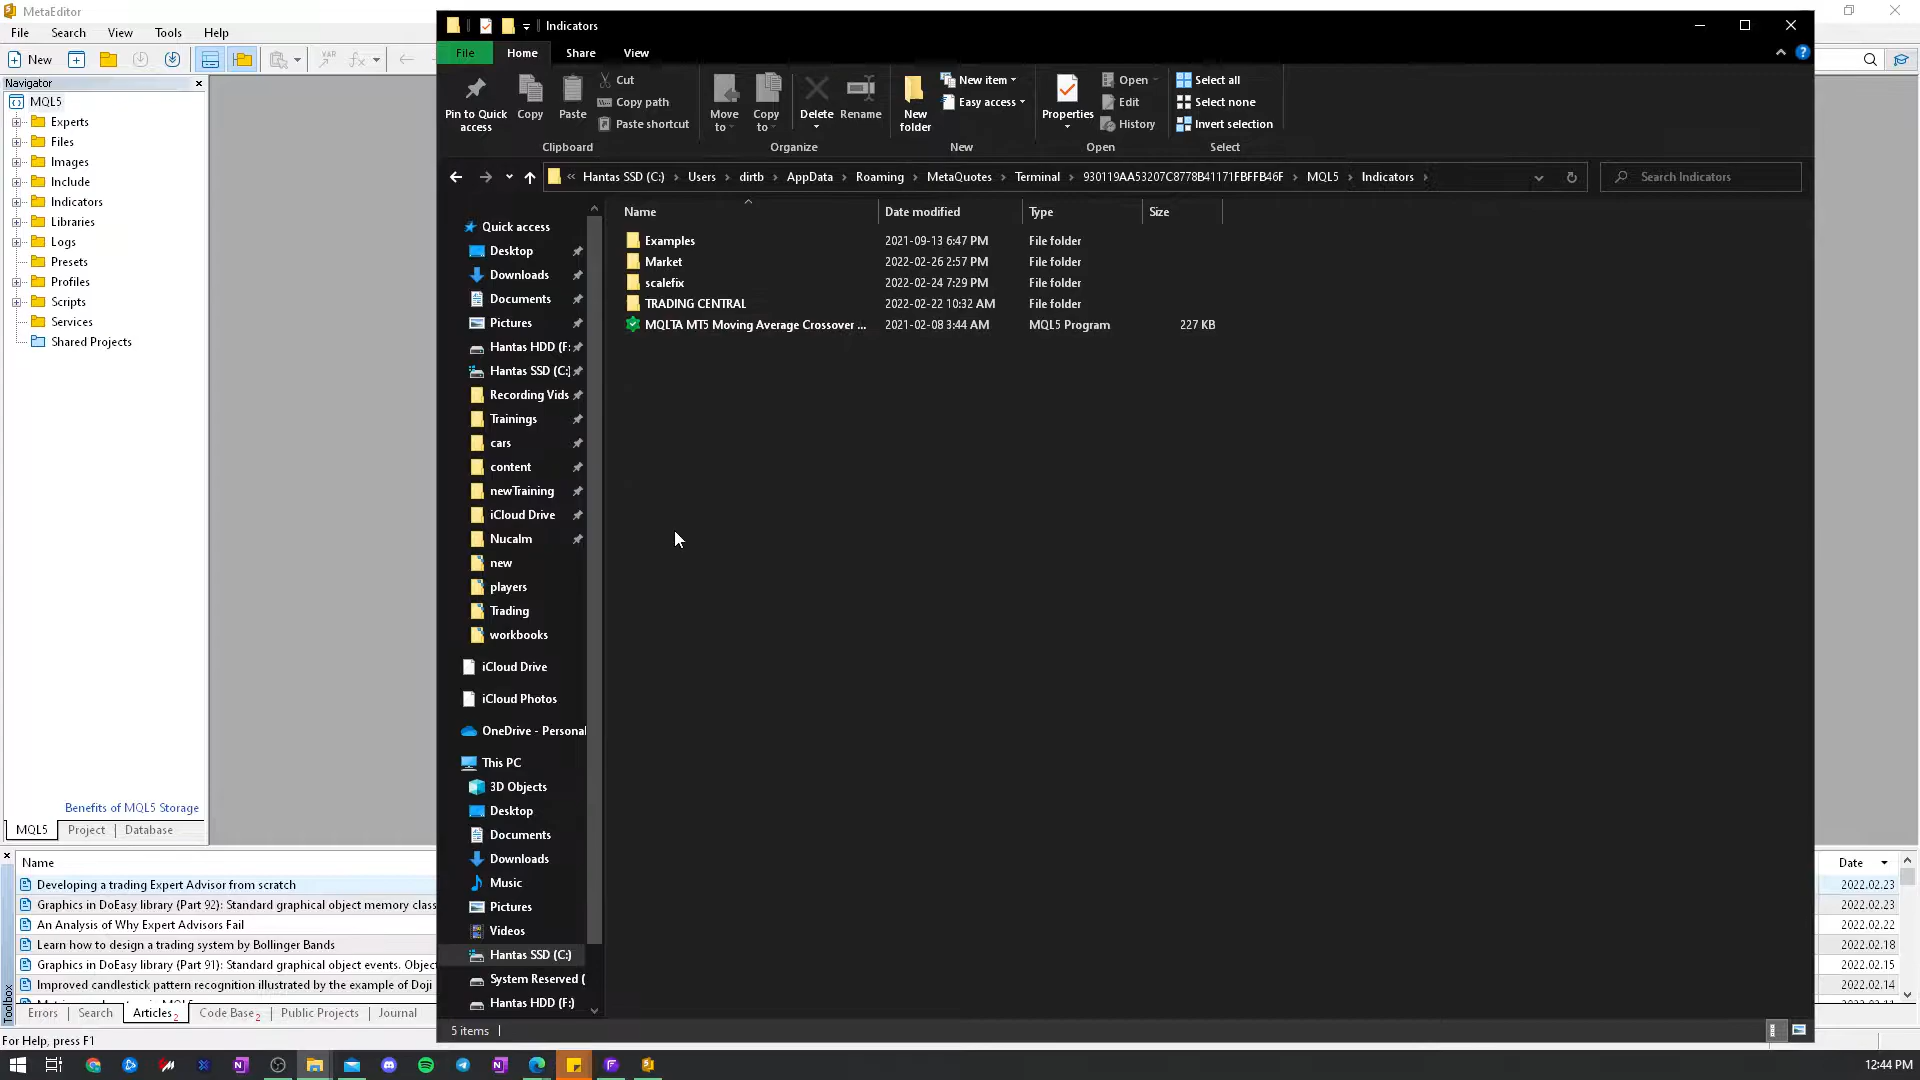 MetaEditor
File Search View Tools Help
New
Navigator
MQL5
Experts
Files
Images
Include
Indicators
Libraries
Logs
Presets
Profiles
Scripts
Services
Shared Projects
Benefits of MQL5 Storage
MQL5 Project Database
Indicators
File Home Share View
Pin to Quick access
Copy
Paste
Cut
Copy path
Paste shortcut
Clipboard
Move to
Copy to
Delete
Rename
Organize
New folder
New item
Easy access
New
Properties
Open
Edit
History
Open
Select all
Select none
Invert selection
Select
« Hantas SSD (C:) › Users › dirtb › AppData › Roaming › MetaQuotes › Terminal › 930119AA53207C8778B41171FBFFB46F › MQL5 › Indicators ›
Search Indicators
Name Date modified Type Size
Examples 2021-09-13 6:47 PM File folder
Market 2022-02-26 2:57 PM File folder
scalefix 2022-02-24 7:29 PM File folder
TRADING CENTRAL 2022-02-22 10:32 AM File folder
MQLTA MT5 Moving Average Crossover ... 2021-02-08 3:44 AM MQL5 Program 227 KB
Quick access
Desktop
Downloads
Documents
Pictures
Hantas HDD (F:
Hantas SSD (C:)
Recording Vids
Trainings
cars
content
newTraining
iCloud Drive
Nucalm
new
players
Trading
workbooks
iCloud Drive
iCloud Photos
OneDrive - Personal
This PC
3D Objects
Desktop
Documents
Downloads
Music
Pictures
Videos
Hantas SSD (C:)
System Reserved (
Hantas HDD (F:)
5 items
Toolbox
Name Date
Developing a trading Expert Advisor from scratch 2022.02.23
Graphics in DoEasy library (Part 92): Standard graphical object memory class 2022.02.23
An Analysis of Why Expert Advisors Fail 2022.02.22
Learn how to design a trading system by Bollinger Bands 2022.02.18
Graphics in DoEasy library (Part 91): Standard graphical object events. Object 2022.02.15
Improved candlestick pattern recognition illustrated by the example of Doji 2022.02.14
Errors Search Articles 2 Code Base 2 Public Projects Journal
For Help, press F1
12:44 PM